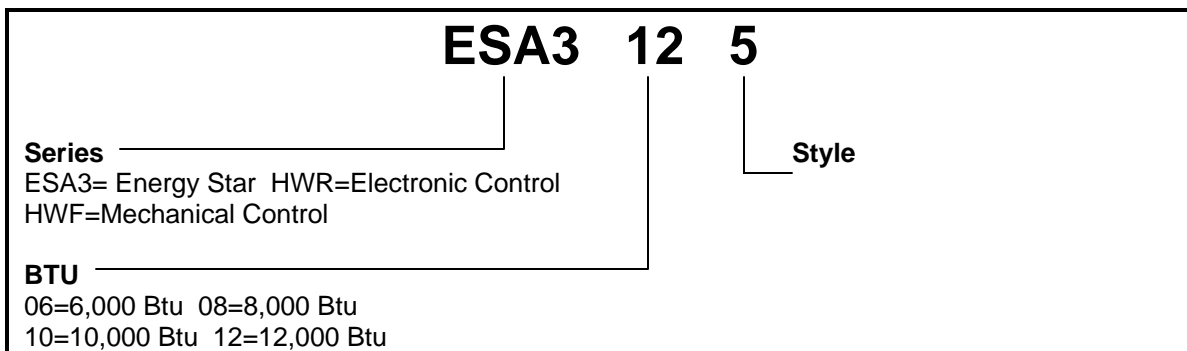 ESA3 12 5
Series Style
ESA3= Energy Star HWR=Electronic Control
HWF=Mechanical Control
BTU
06=6,000 Btu 08=8,000 Btu
10=10,000 Btu 12=12,000 Btu